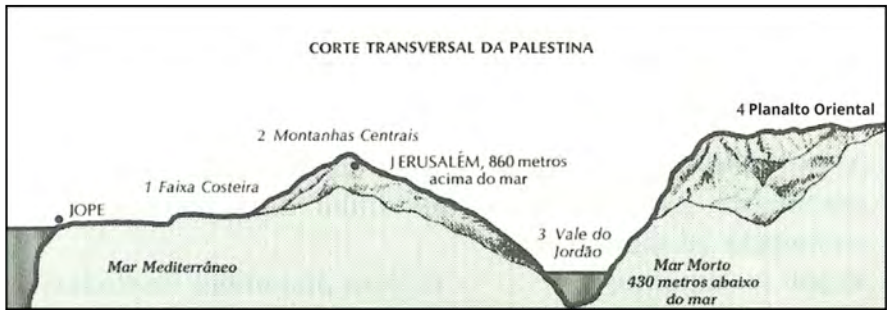 CORTE TRANSVERSAL DA PALESTINA
4 Planalto Oriental
2 Montanhas Centrais
JERUSALÉM, 860 metros
acima do mar
1 Faixa Costeira
JOPE
3 Vale do
Jordão
Mar Mediterrâneo
Mar Morto
430 metros abaixo
do mar